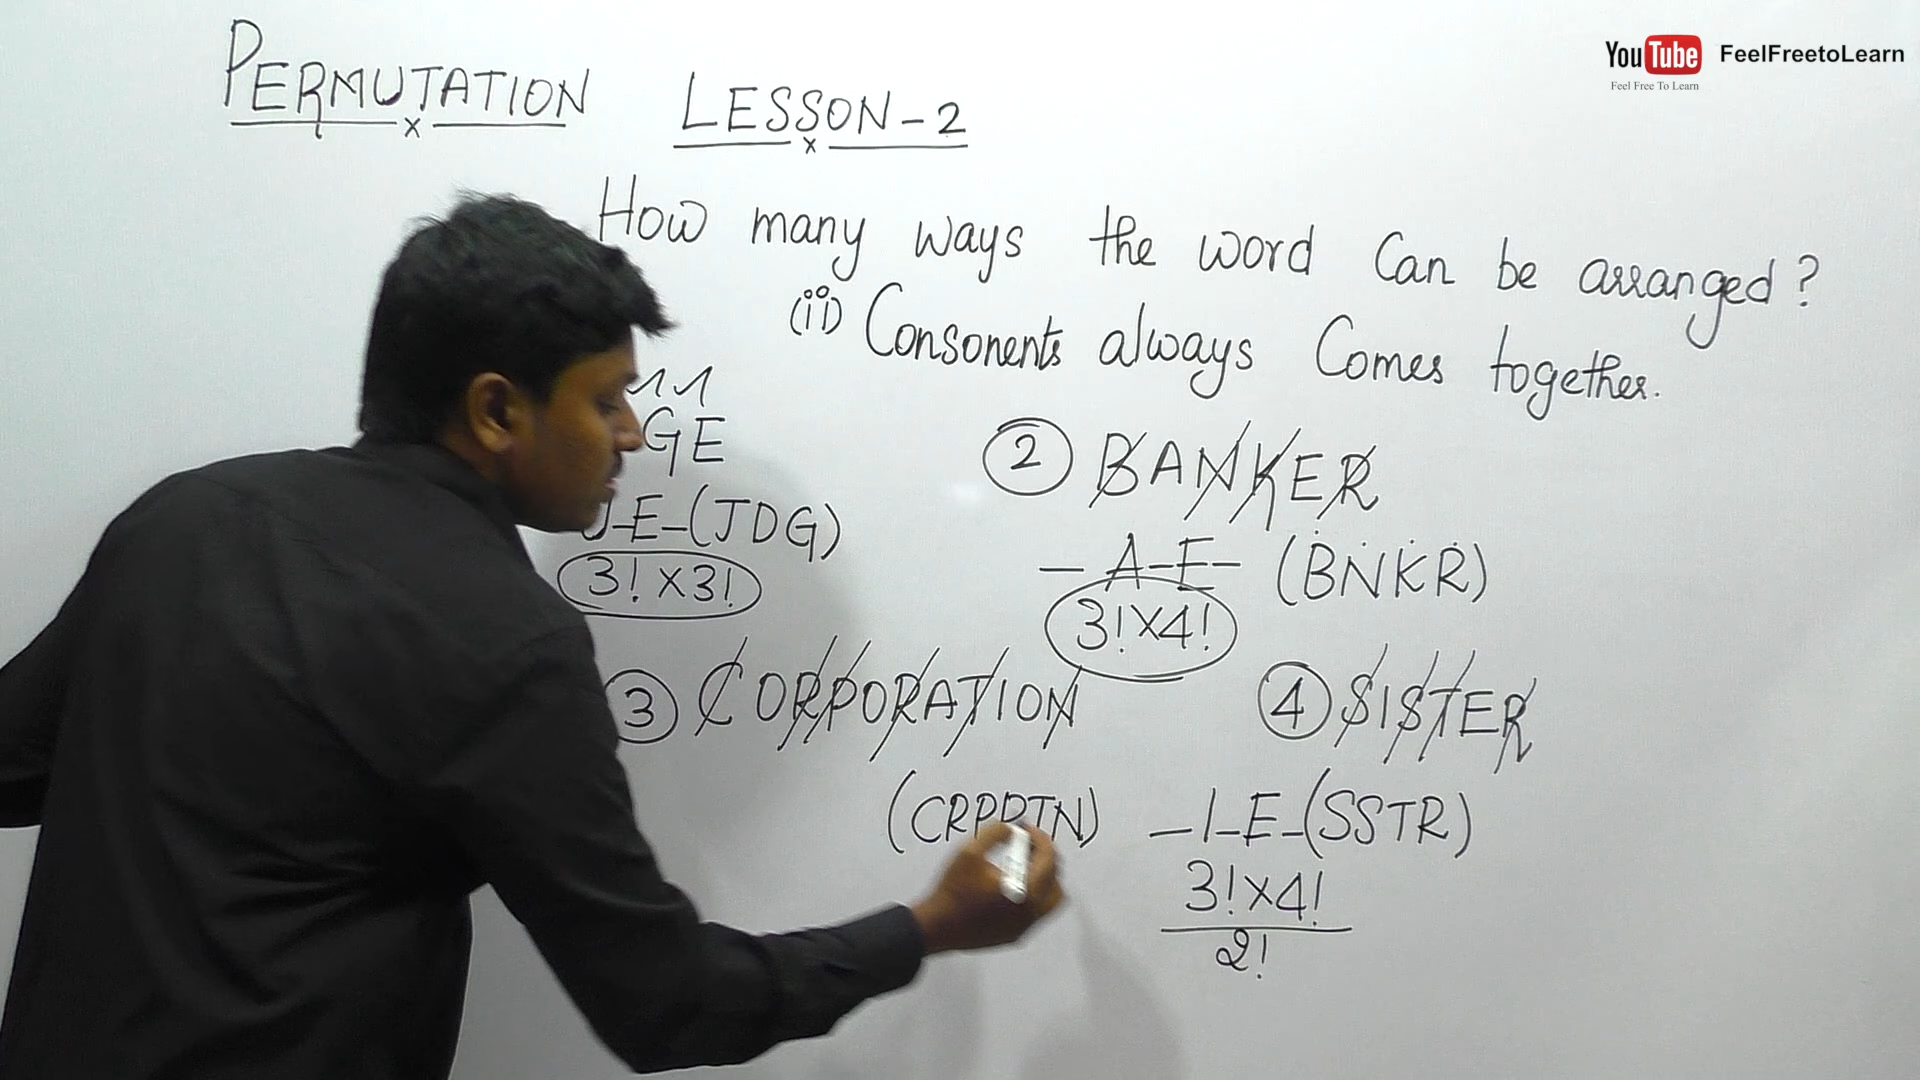 YouTube FeelFreetoLearn
Feel Free To Learn
PERMUTATION LESSON-2
How many ways the word Can be arranged?
(ii) Consonents always Comes together.
GE
② BANKER
U-E-(JDG)
- A-E- (BNKR)
3!×3!
3!×4!
③ CORPORATION
④ SISTER
(CRPRTN)
-I-E-(SSTR)
3!×4!
2!